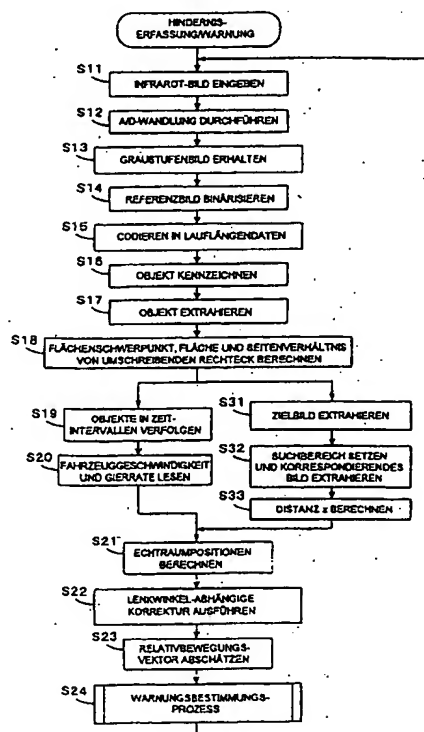 HINDERNIS-
ERFASSUNG/WARNUNG
S11
INFRAROT-BILD EINGEBEN
S12
A/D-WANDLUNG DURCHFÜHREN
S13
GRAUSTUFENBILD ERHALTEN
S14
REFERENZBILD BINÄRISIEREN
S15
CODIEREN IN LAUFLÄNGENDATEN
S16
OBJEKT KENNZEICHNEN
S17
OBJEKT EXTRAHIEREN
S18
FLÄCHENSCHWERPUNKT, FLÄCHE UND SEITENVERHÄLTNIS
VON UMSCHREIBENDEN RECHTECK BERECHNEN
S19
OBJEKTE IN ZEIT-
INTERVALLEN VERFOLGEN
S20
FAHRZEUGGESCHWINDIGKEIT
UND GIERRATE LESEN
S31
ZIELBILD EXTRAHIEREN
S32
SUCHBEREICH SETZEN
UND KORRESPONDIERENDES
BILD EXTRAHIEREN
S33
DISTANZ z BERECHNEN
S21
ECHTRAUMPOSITIONEN
BERECHNEN
S22
LENKWINKEL-ABHÄNGIGE
KORREKTUR AUSFÜHREN
S23
RELATIVBEWEGUNGS-
VEKTOR ABSCHÄTZEN
S24
WARNUNGSBESTIMMUNGS-
PROZESS